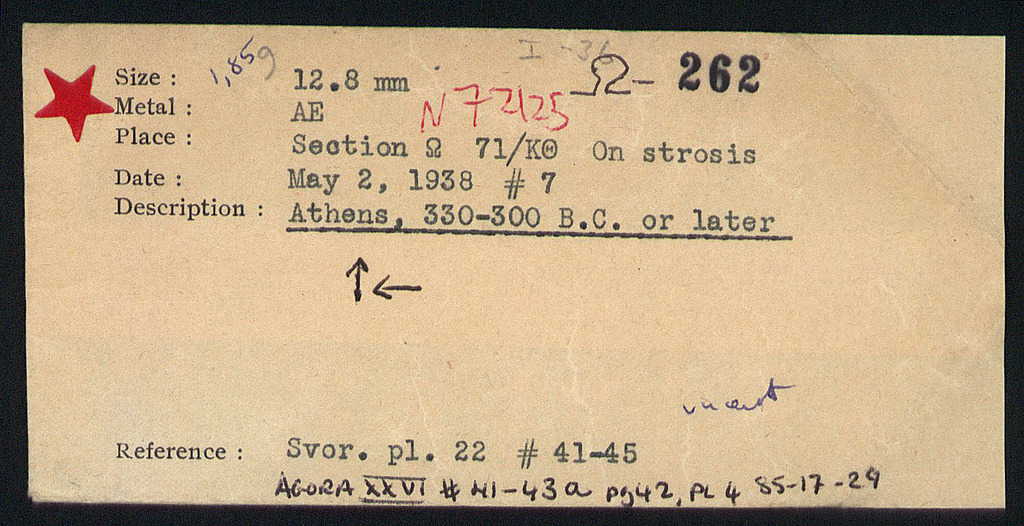 1,85g
I -36
Ω- 262
Size : 12.8 mm
Metal : AE
N 72125
Place : Section Ω 71/KΘ On strosis
Date : May 2, 1938 # 7
Description : Athens, 330-300 B.C. or later
↑←
Reference : Svor. pl. 22 # 41-45
AGORA XXVI # 41-43a pg42, PL 4 85-17-29